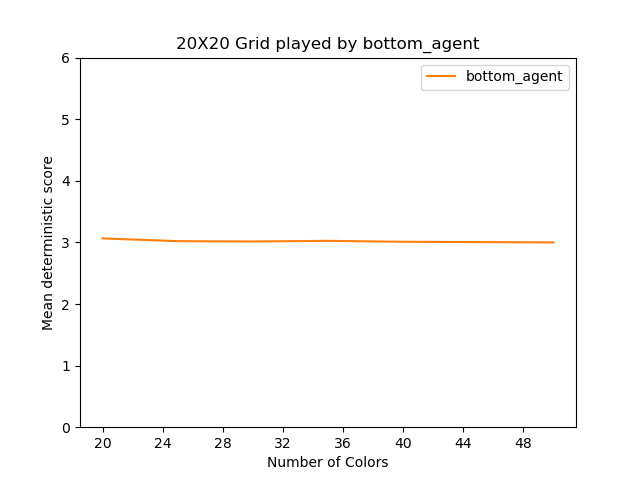 20X20 Grid played by bottom_agent
bottom_agent
Mean deterministic score
6
5
4
3
2
1
0
20 24 28 32 36 40 44 48
Number of Colors